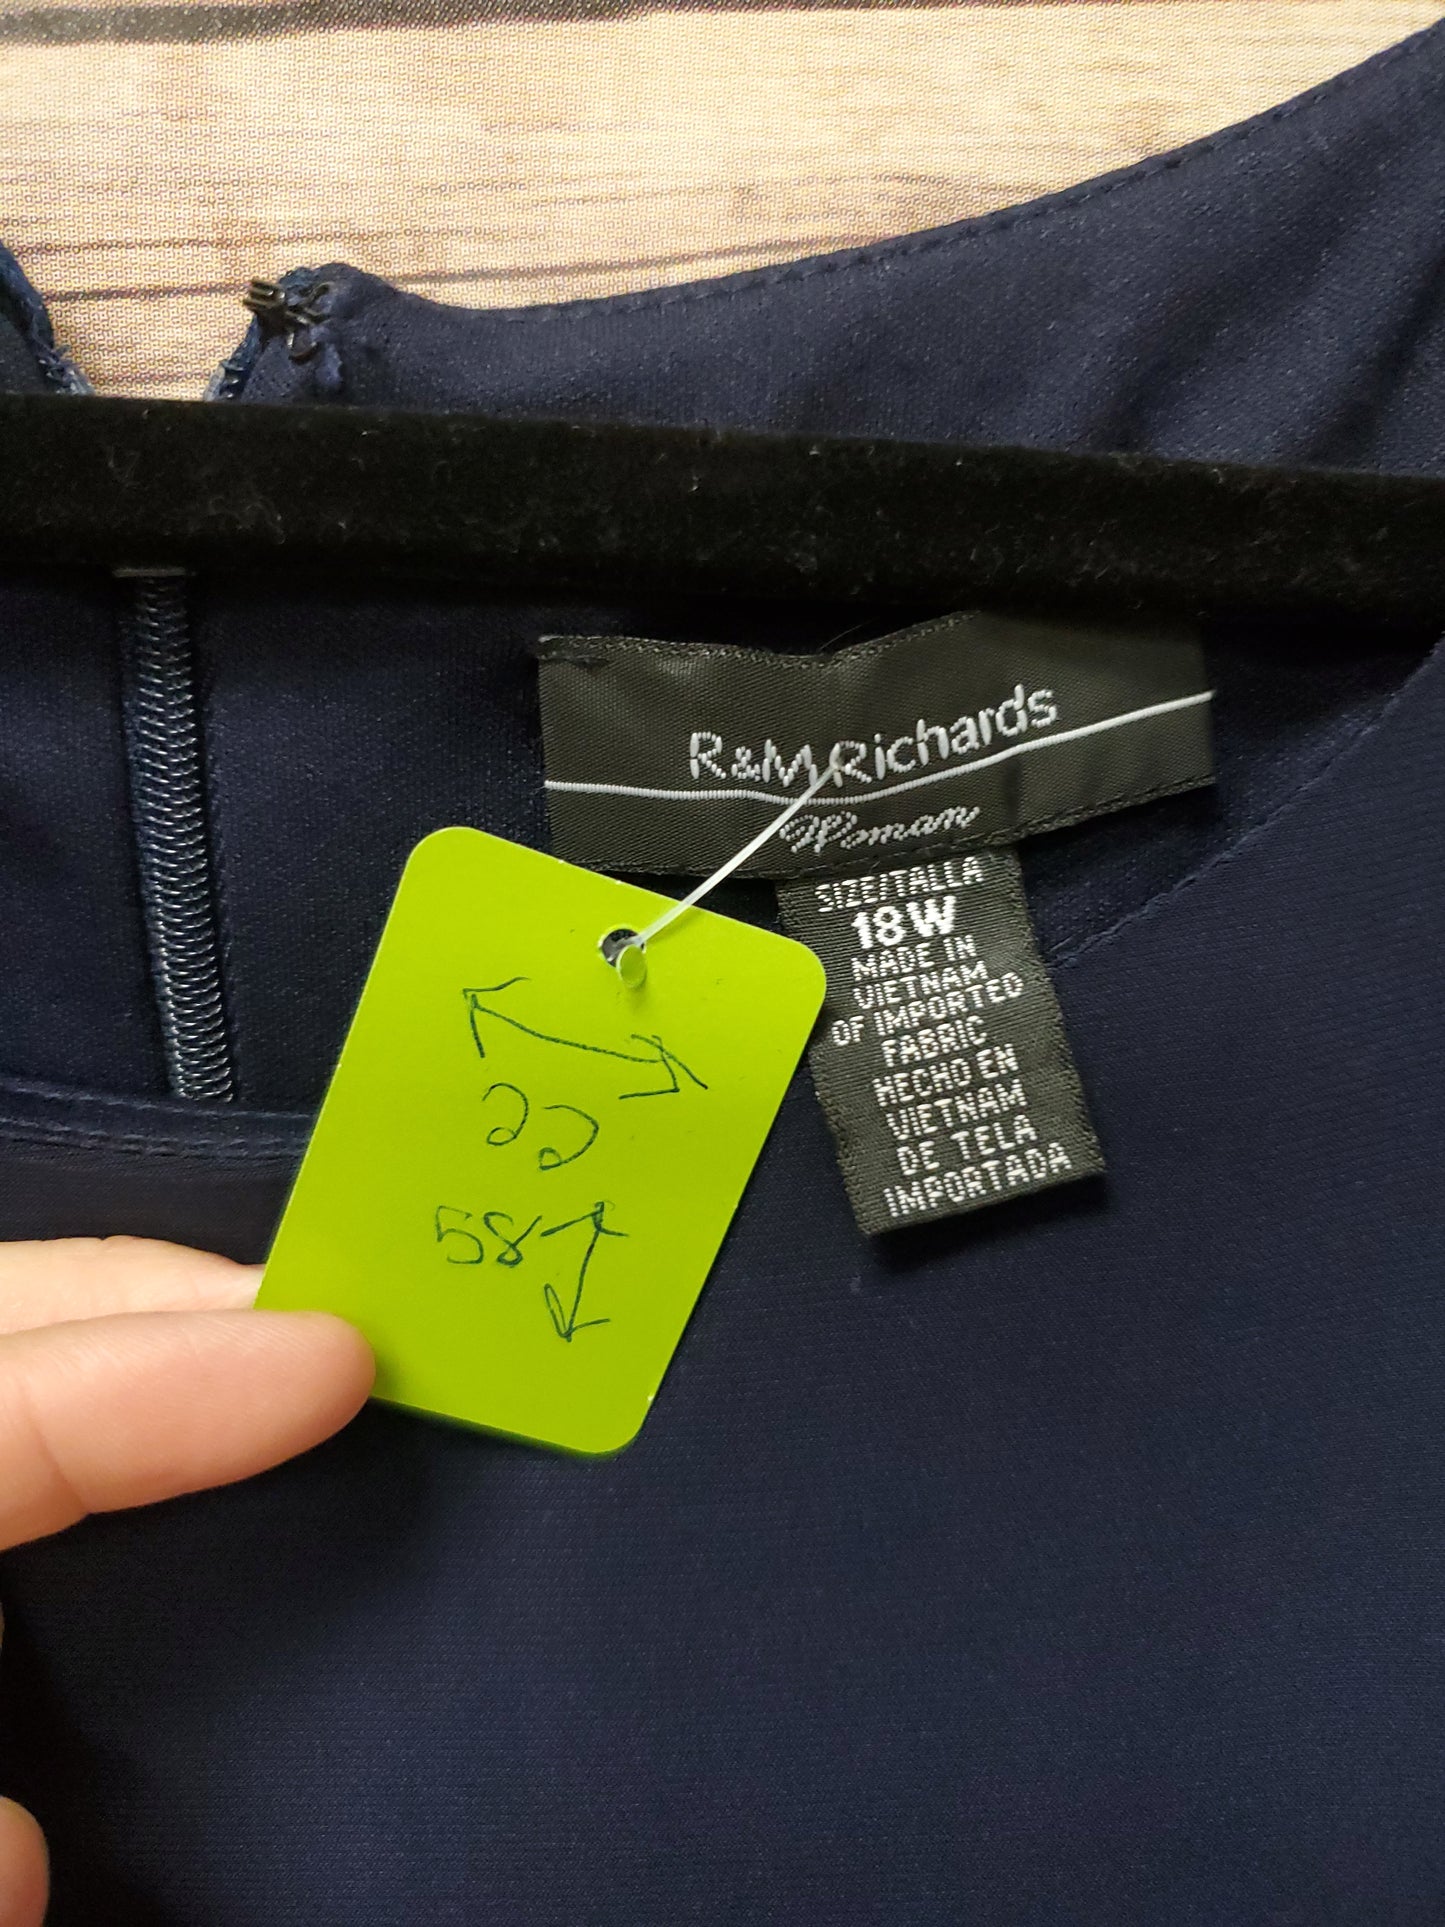 R&M Richards
Woman
SIZE/TALLA
18W
MADE IN
VIETNAM
OF IMPORTED
FABRIC
HECHO EN
VIETNAM
DE TELA
IMPORTADA
22
58